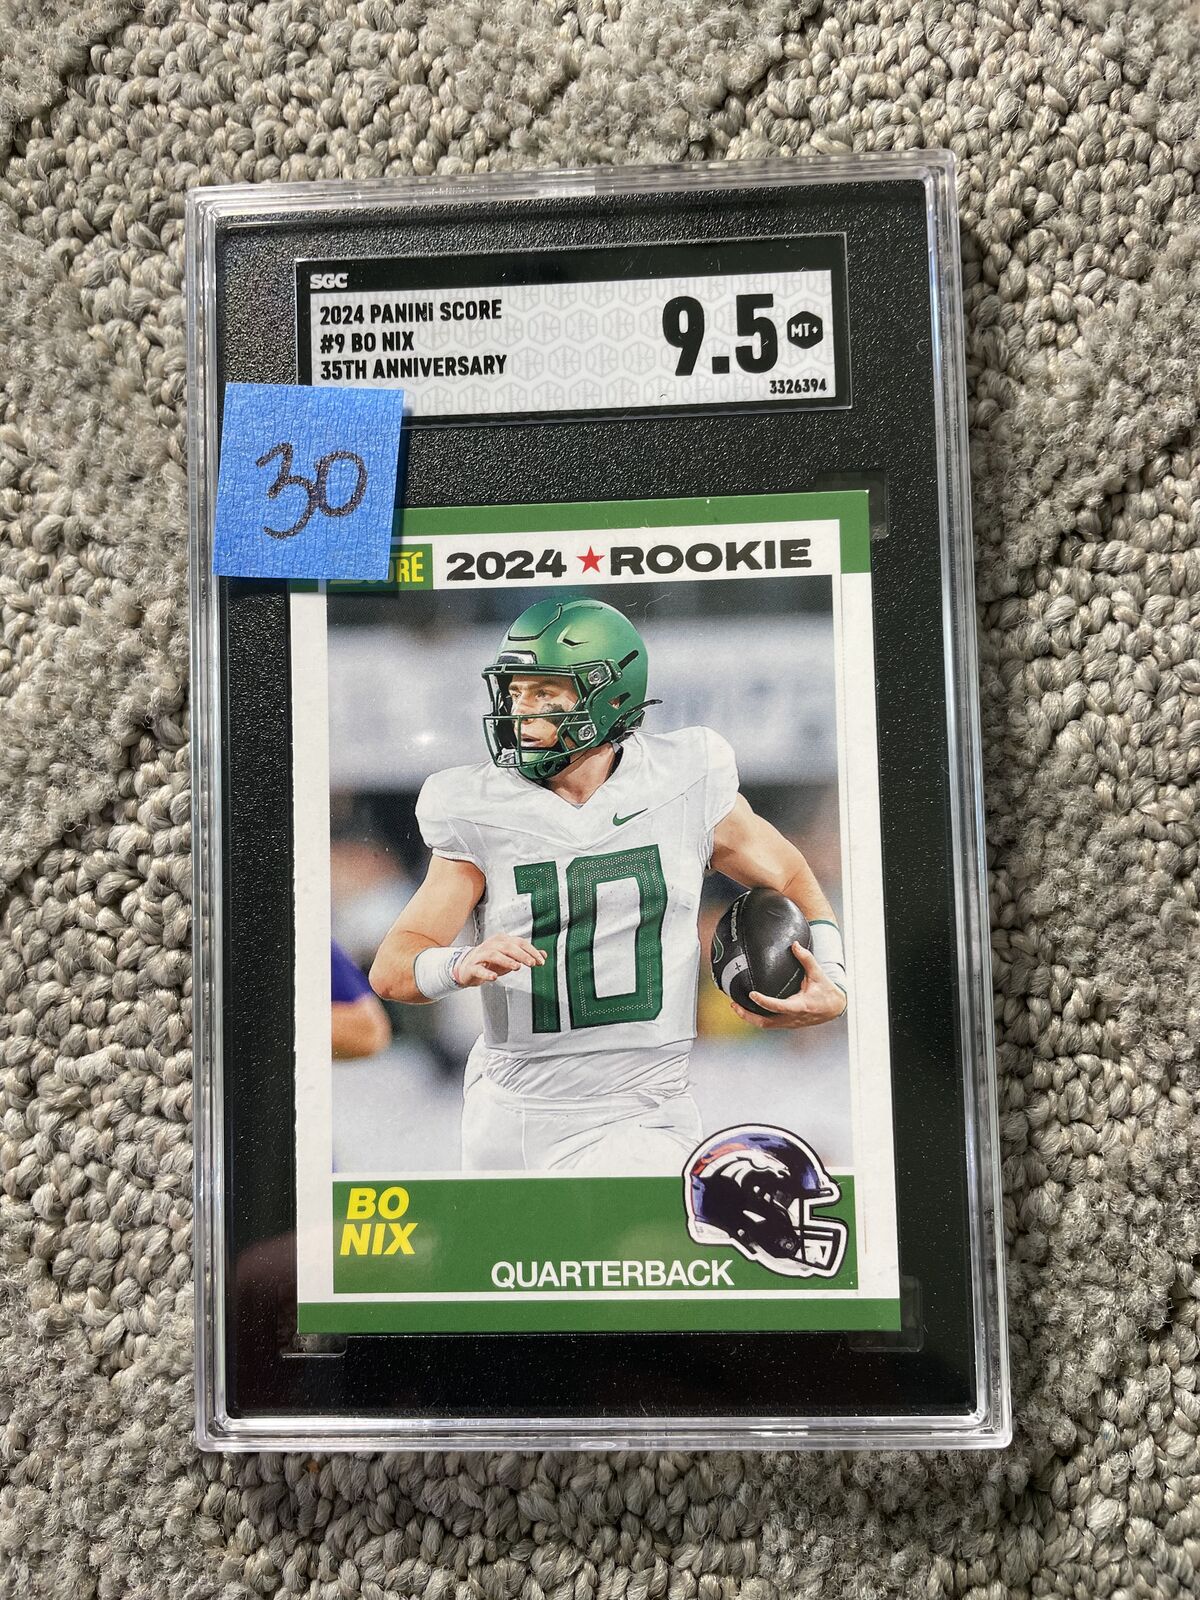 SGC
2024 PANINI SCORE
#9 BO NIX
35TH ANNIVERSARY
9.5 MT+
3326394
30
2024 ★ ROOKIE
10
BO
NIX
QUARTERBACK